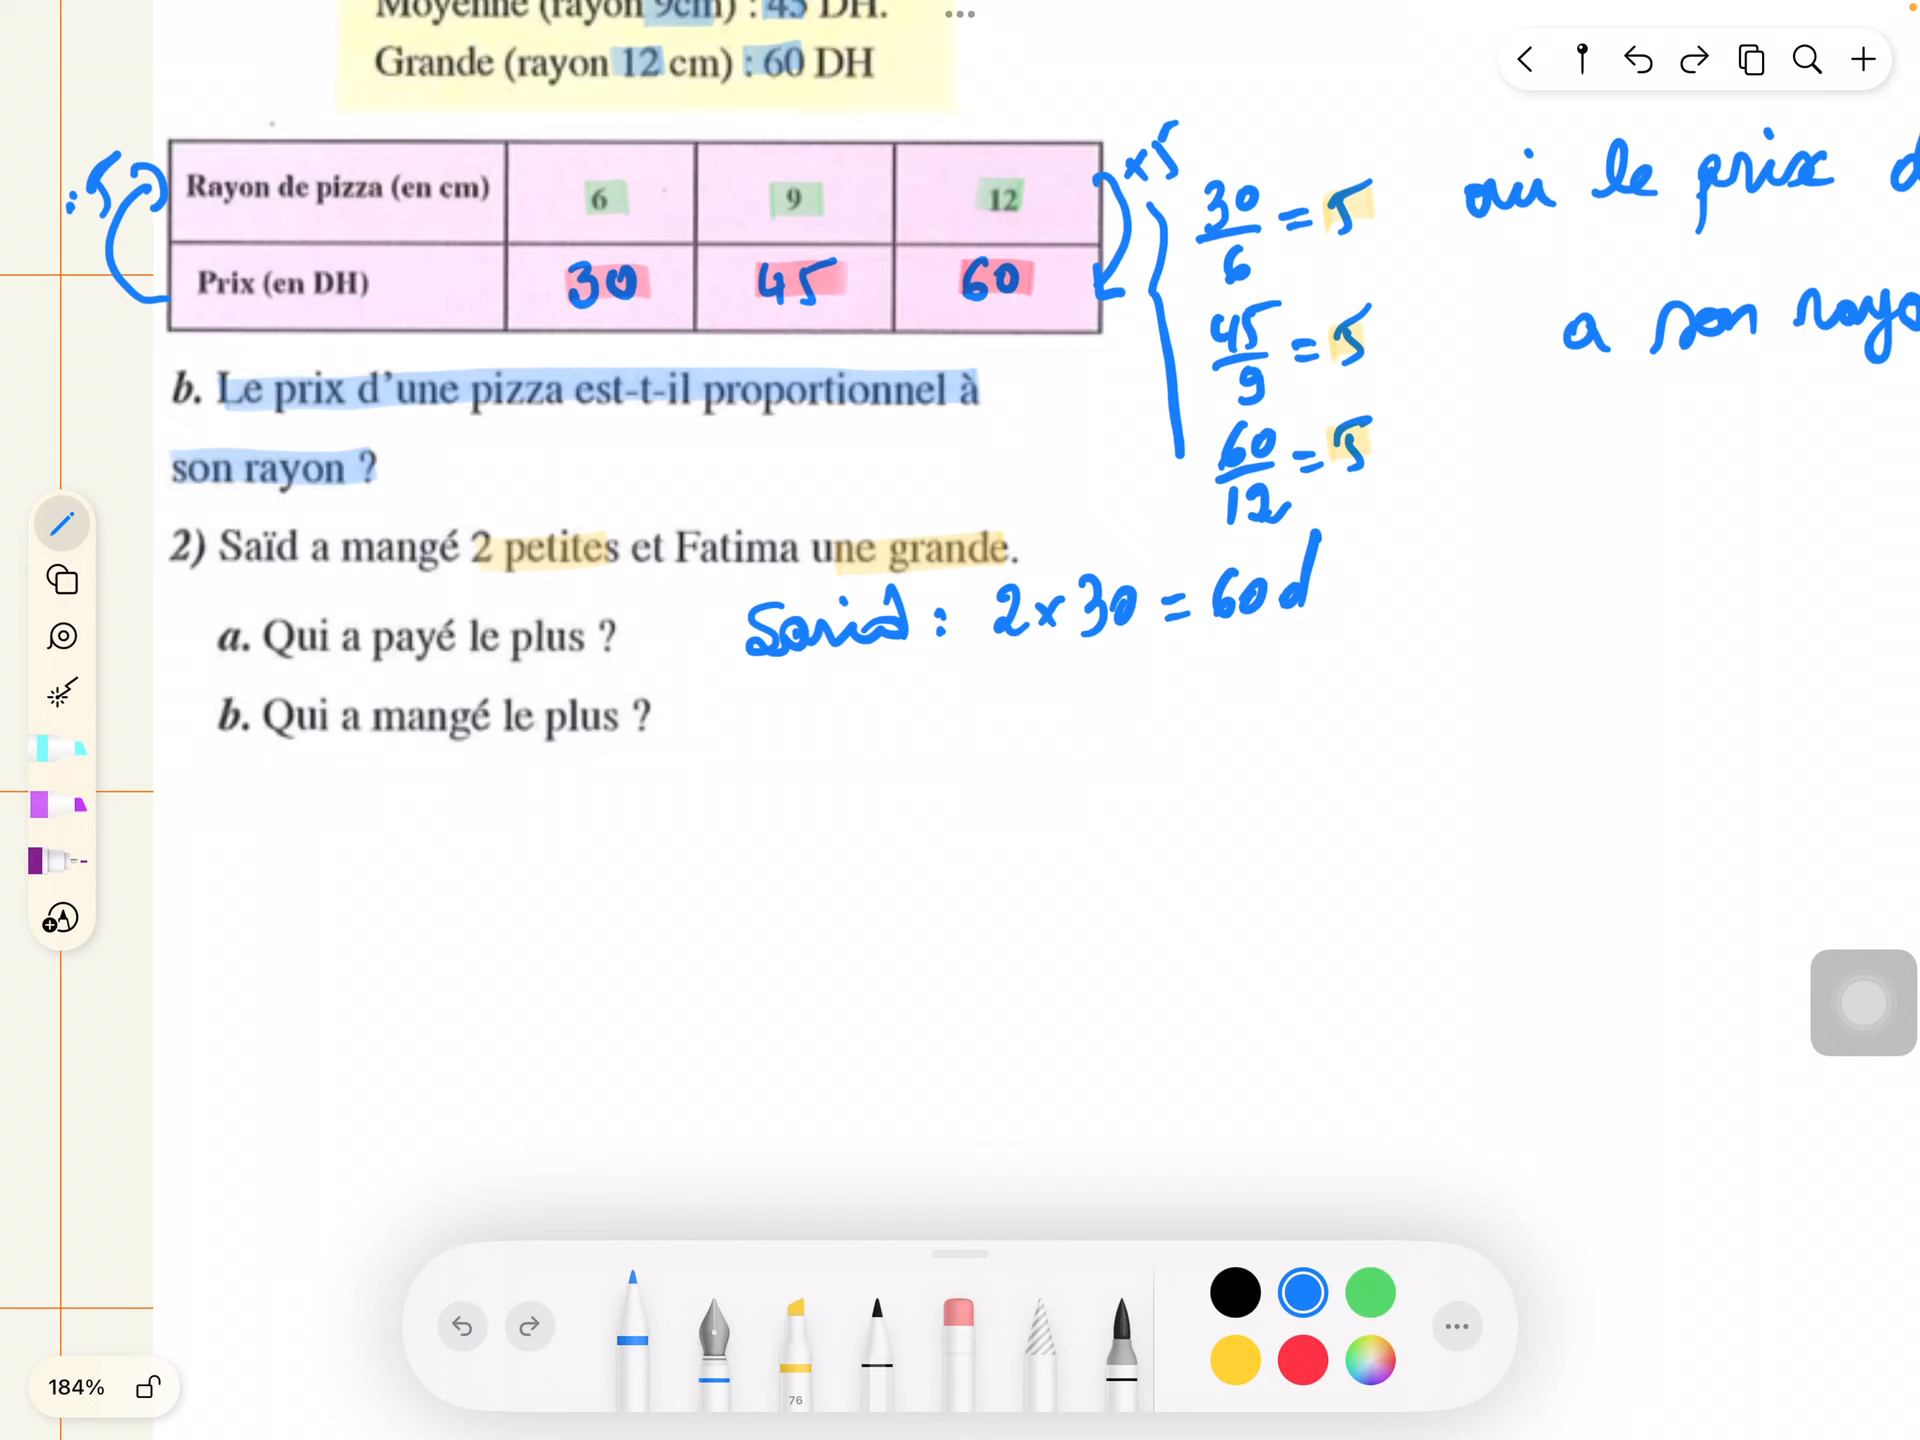 Moyenne (rayon 9cm) : 45 DH.
Grande (rayon 12 cm) : 60 DH
:5
Rayon de pizza (en cm) 6 9 12
×5
Prix (en DH) 30 45 60
30/6 = 5
45/9 = 5
60/12 = 5
oui le prix d
a son rayo
b. Le prix d'une pizza est-t-il proportionnel à
son rayon ?
2) Saïd a mangé 2 petites et Fatima une grande.
a. Qui a payé le plus ?
Said : 2 × 30 = 60 d
b. Qui a mangé le plus ?
76
184%